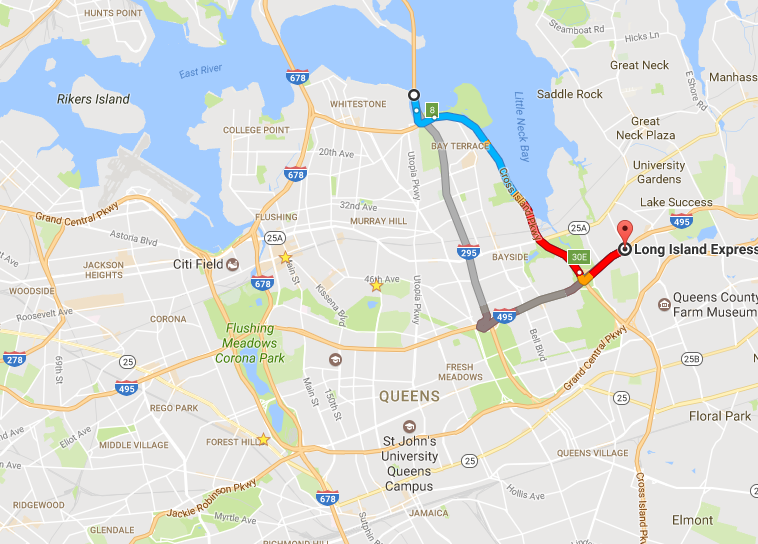 HUNTS POINT
Steamboat Rd
Hicks Ln
Great Neck
Manhass
E Shore Rd
East River
678
Rikers Island
WHITESTONE
8
Little Neck Bay
Saddle Rock
COLLEGE POINT
BAY TERRACE
Great
Neck Plaza
20th Ave
Utopia Pkwy
678
University
Gardens
Cross Island Pkwy
Grand Central Pkwy
32nd Ave
Lake Success
FLUSHING
MURRAY HILL
495
Astoria Blvd
25A
25A
JACKSON
HEIGHTS
Citi Field
Main St
295
BAYSIDE
30E
Long Island Express
WOODSIDE
678
46th Ave
Kissena Blvd
Utopia Pkwy
Roosevelt Ave
CORONA
Flushing
Meadows
Corona Park
495
Queens County
Farm Museum
Bell Blvd
Grand Central Pkwy
278
69th St
25
495
FRESH
MEADOWS
25B
REGO PARK
Main St
150th St
QUEENS
25
Floral Park
Eliot Ave
MIDDLE VILLAGE
FOREST HILLS
St John's
University
Queens
Campus
25
QUEENS VILLAGE
Cross Island Pkwy
RIDGEWOOD
Jackie Robinson Pkwy
678
Hollis Ave
Myrtle Ave
JAMAICA
Sutphin B
Elmont
GLENDALE
RICHMOND HILL